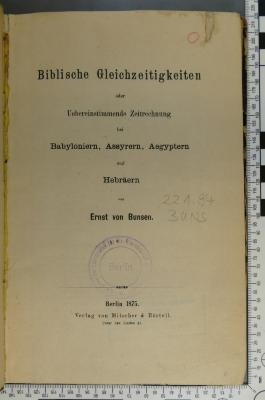 Biblische Gleichzeitigkeiten
oder
Uebereinstimmende Zeitrechnung
bei
Babyloniern, Assyrern, Aegyptern
und
Hebräern
von
Ernst von Bunsen.
221.94
BUNS
Berlin
Berlin 1875.
Verlag von Mitscher & Röstell.